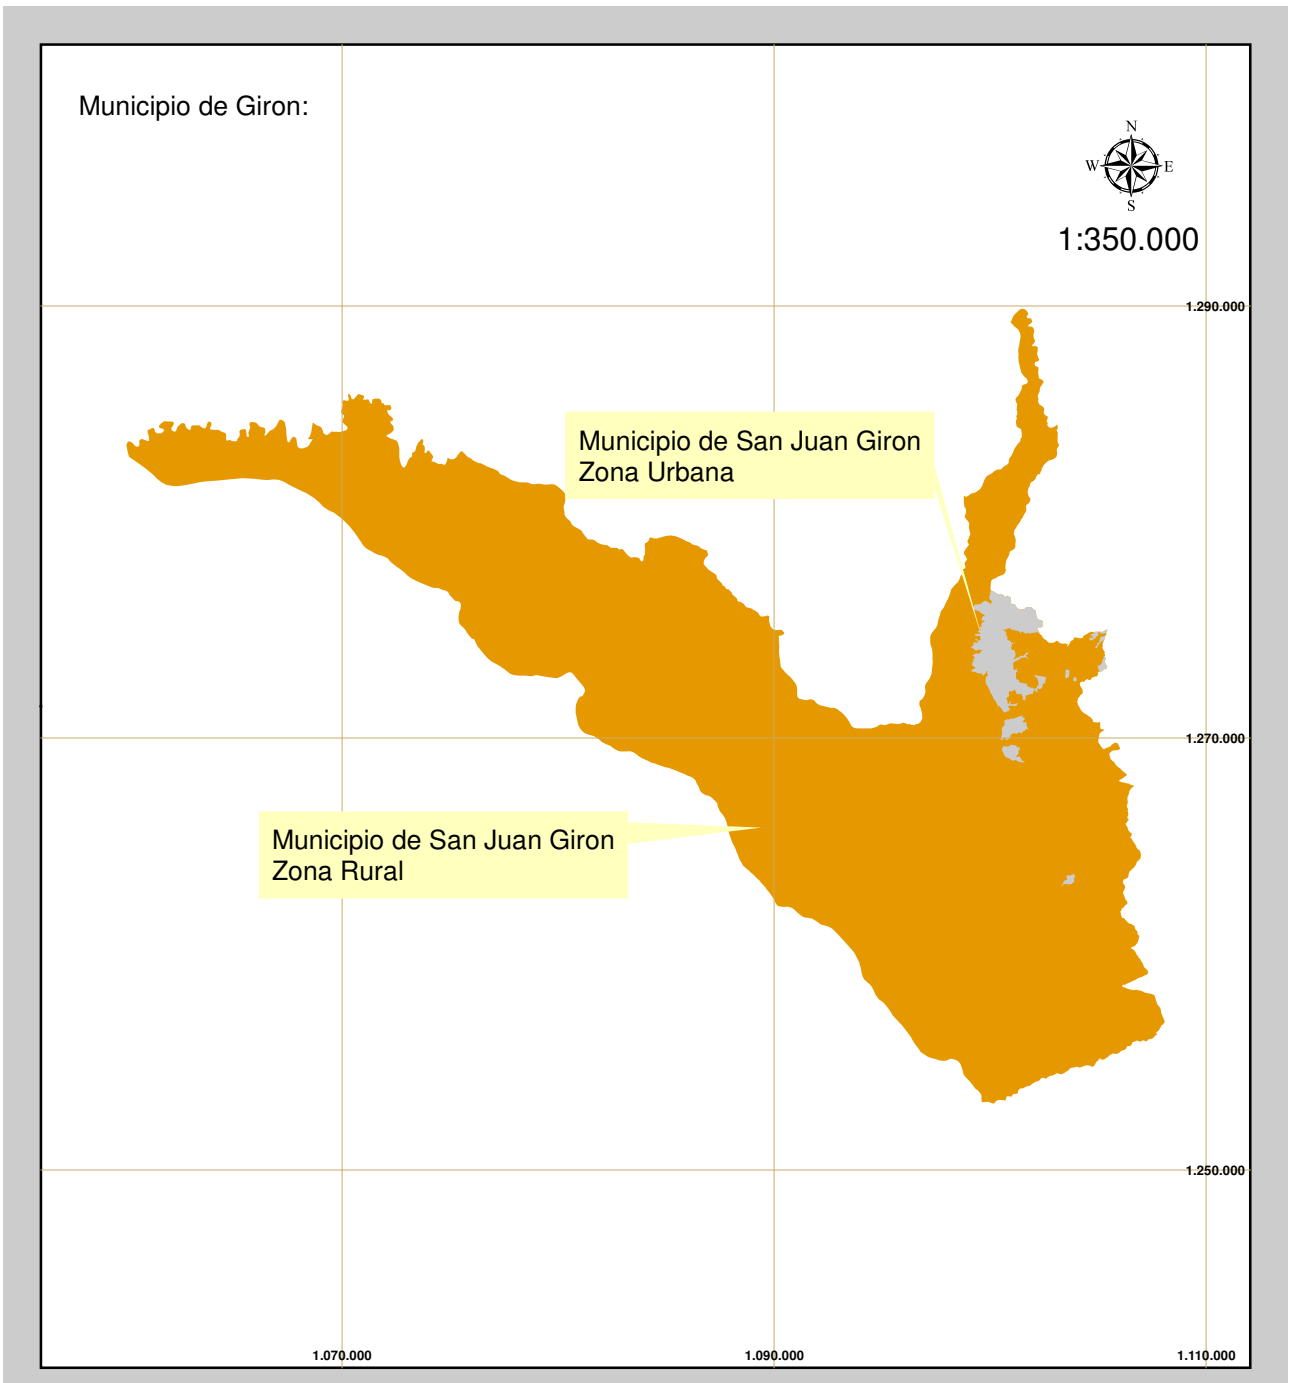 Municipio de Giron:
N
W E
S
1:350.000
1.290.000
Municipio de San Juan Giron
Zona Urbana
1.270.000
Municipio de San Juan Giron
Zona Rural
1.250.000
1.070.000 1.090.000 1.110.000